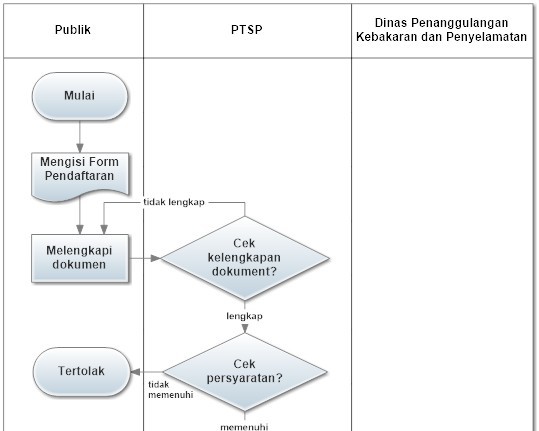 Publik
PTSP
Dinas Penanggulangan
Kebakaran dan Penyelamatan
Mulai
Mengisi Form
Pendaftaran
tidak lengkap
Melengkapi
dokumen
Cek
kelengkapan
dokument?
lengkap
Tertolak
tidak
memenuhi
Cek
persyaratan?
memenuhi